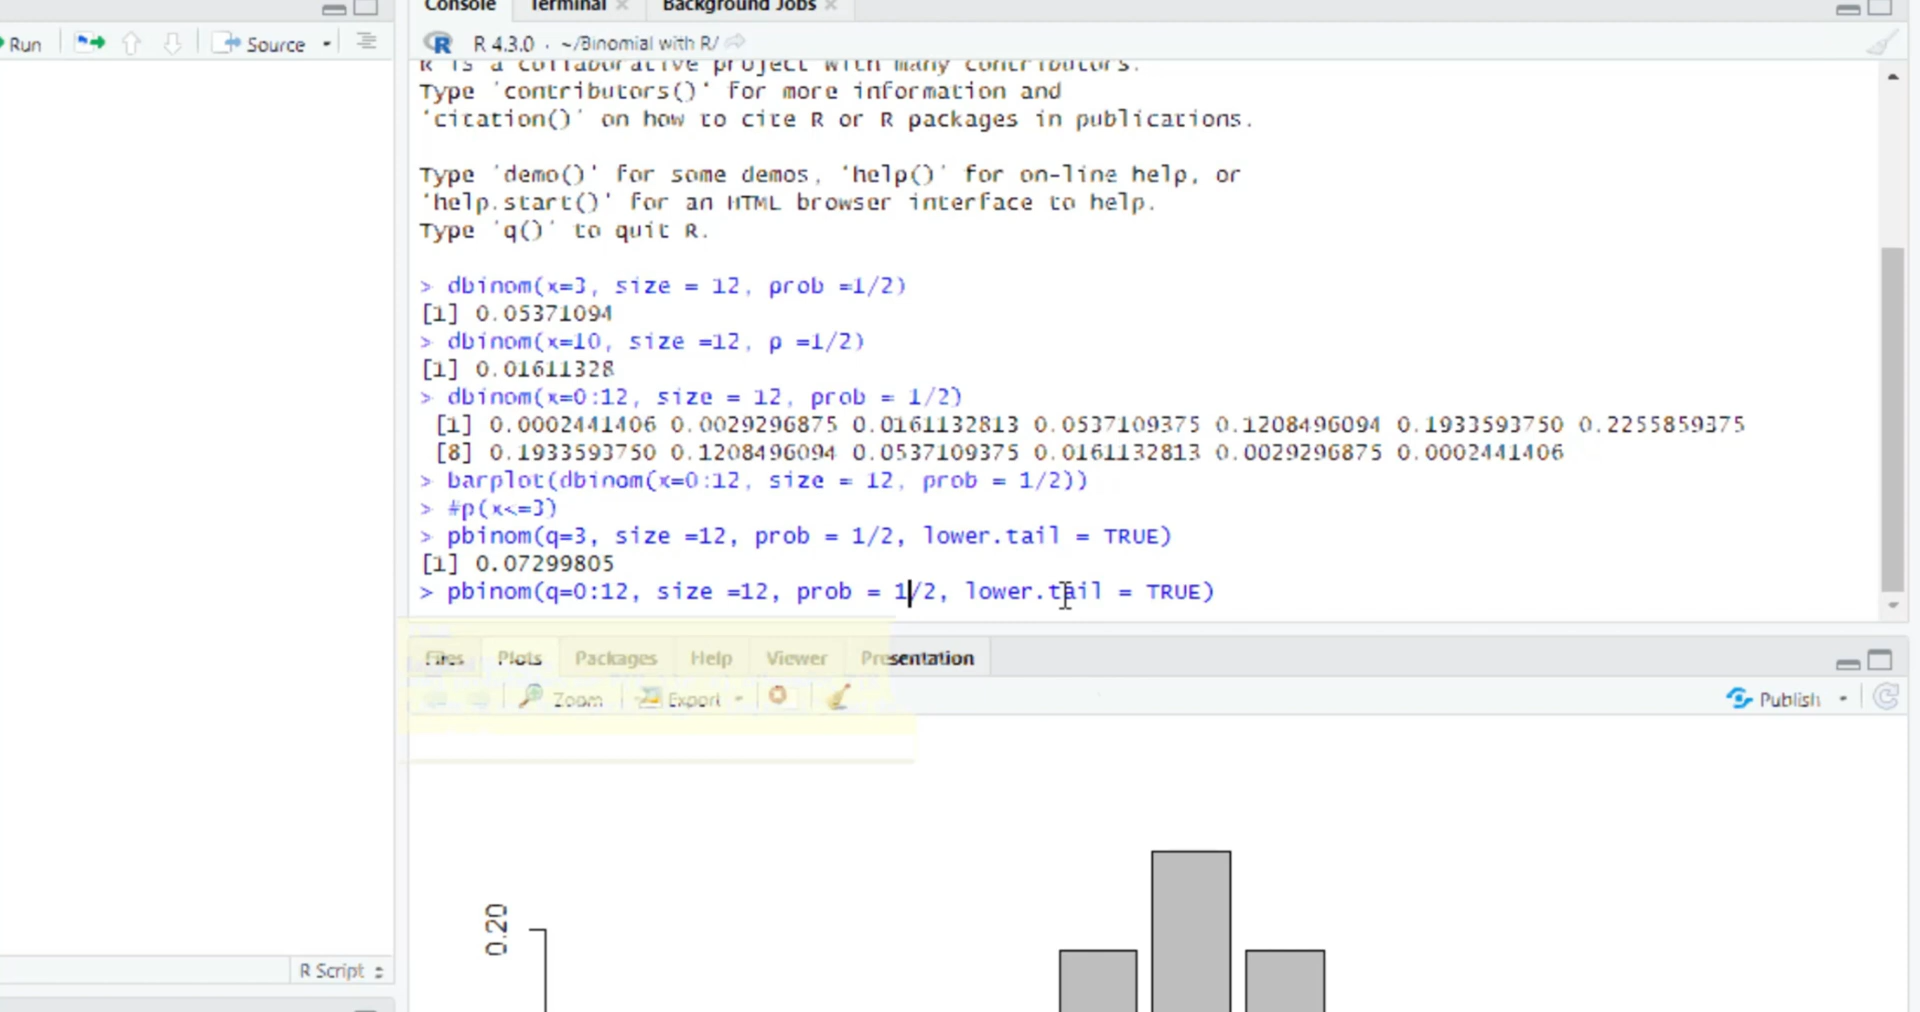 Console Terminal Background Jobs
Run Source
R 4.3.0 · ~/Binomial with R/
R is a collaborative project with many contributors.
Type 'contributors()' for more information and
'citation()' on how to cite R or R packages in publications.
Type 'demo()' for some demos, 'help()' for on-line help, or
'help.start()' for an HTML browser interface to help.
Type 'q()' to quit R.
> dbinom(x=3, size = 12, prob =1/2)
[1] 0.05371094
> dbinom(x=10, size =12, p =1/2)
[1] 0.01611328
> dbinom(x=0:12, size = 12, prob = 1/2)
[1] 0.0002441406 0.0029296875 0.0161132813 0.0537109375 0.1208496094 0.1933593750 0.2255859375
[8] 0.1933593750 0.1208496094 0.0537109375 0.0161132813 0.0029296875 0.0002441406
> barplot(dbinom(x=0:12, size = 12, prob = 1/2))
> #p(x<=3)
> pbinom(q=3, size =12, prob = 1/2, lower.tail = TRUE)
[1] 0.07299805
> pbinom(q=0:12, size =12, prob = 1/2, lower.tail = TRUE)
Files Plots Packages Help Viewer Presentation
Zoom Export Publish
0.20
R Script